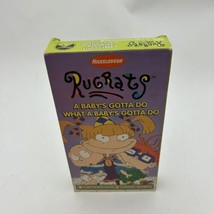 NICKELODEON
RUGRATS
A BABY'S GOTTA DO
WHAT A BABY'S GOTTA DO